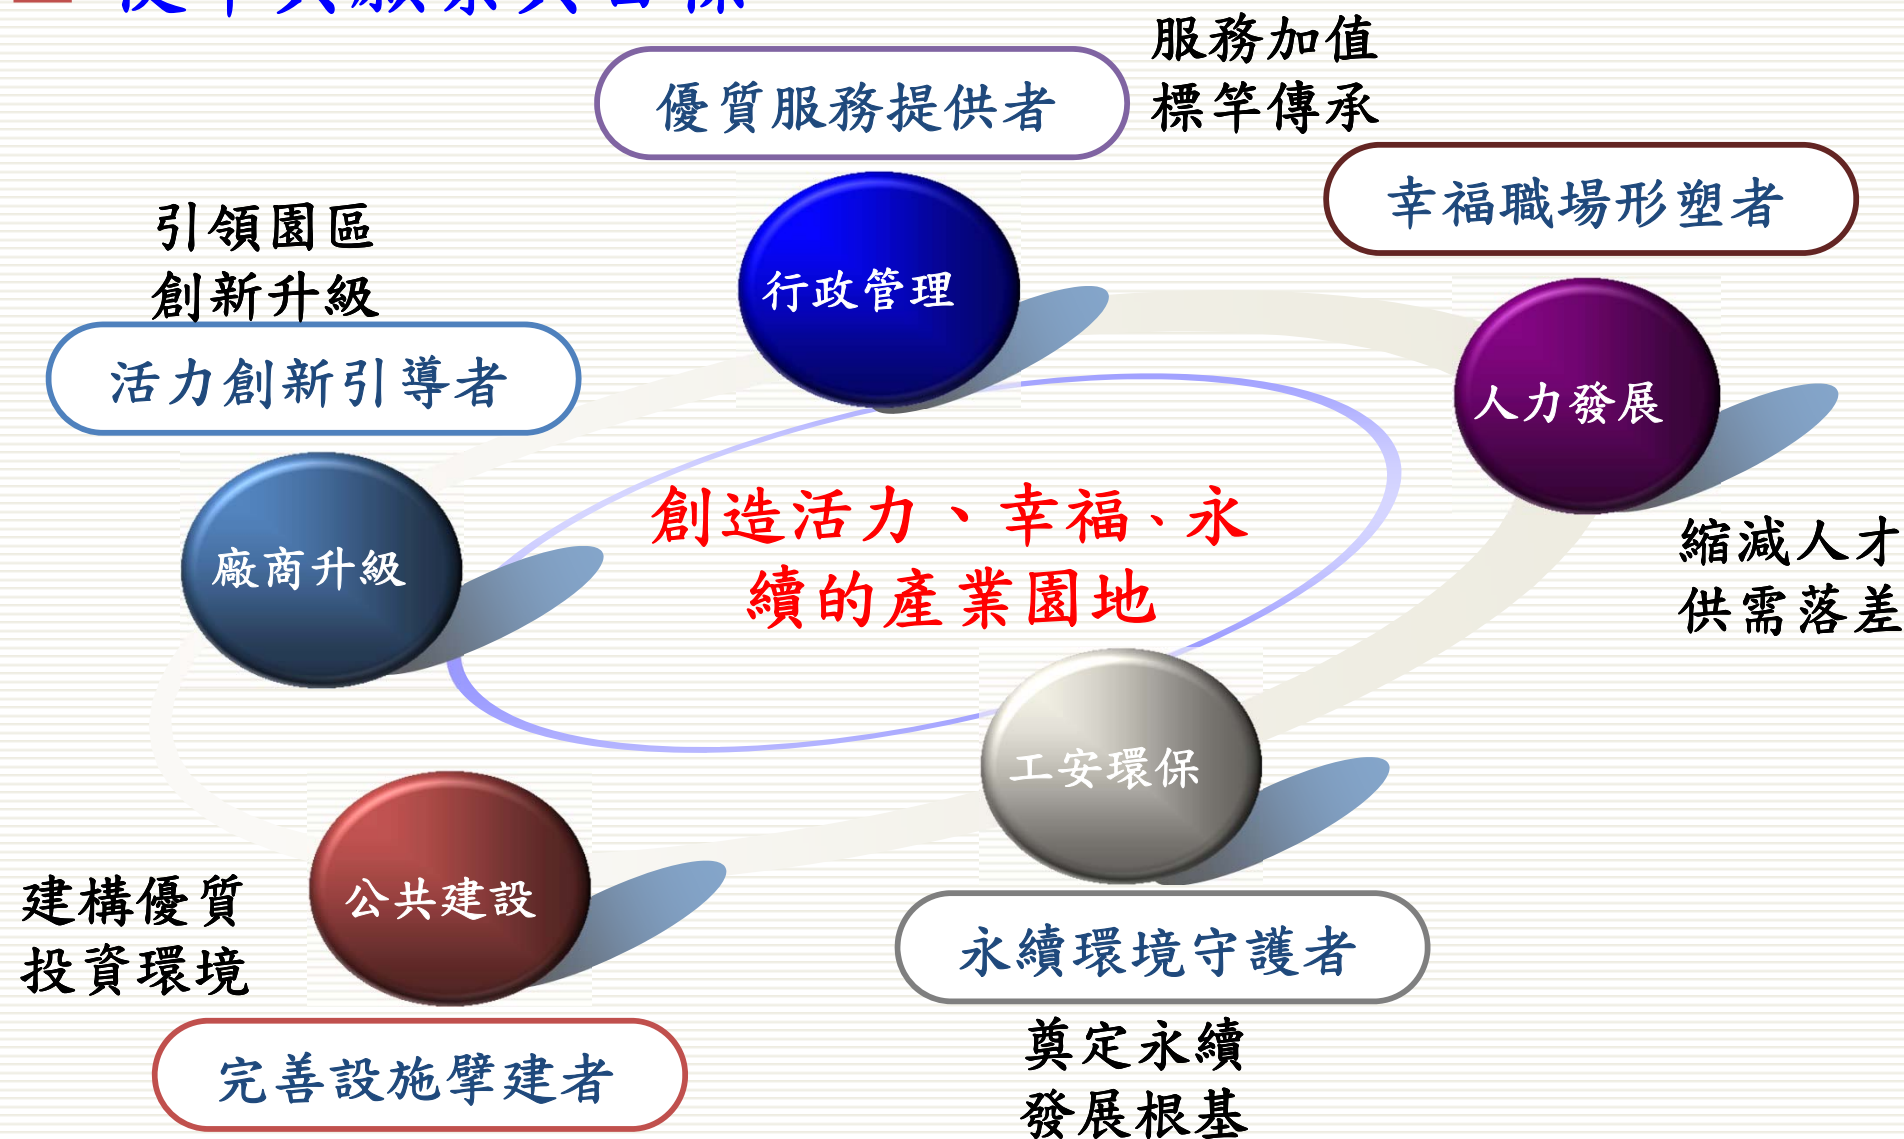 服務加值
標竿傳承
優質服務提供者
幸福職場形塑者
引領園區
創新升級
行政管理
活力創新引導者
人力發展
創造活力、幸福、永
續的產業園地
廠商升級
縮減人才
供需落差
工安環保
公共建設
建構優質
投資環境
永續環境守護者
完善設施擘建者
奠定永續
發展根基